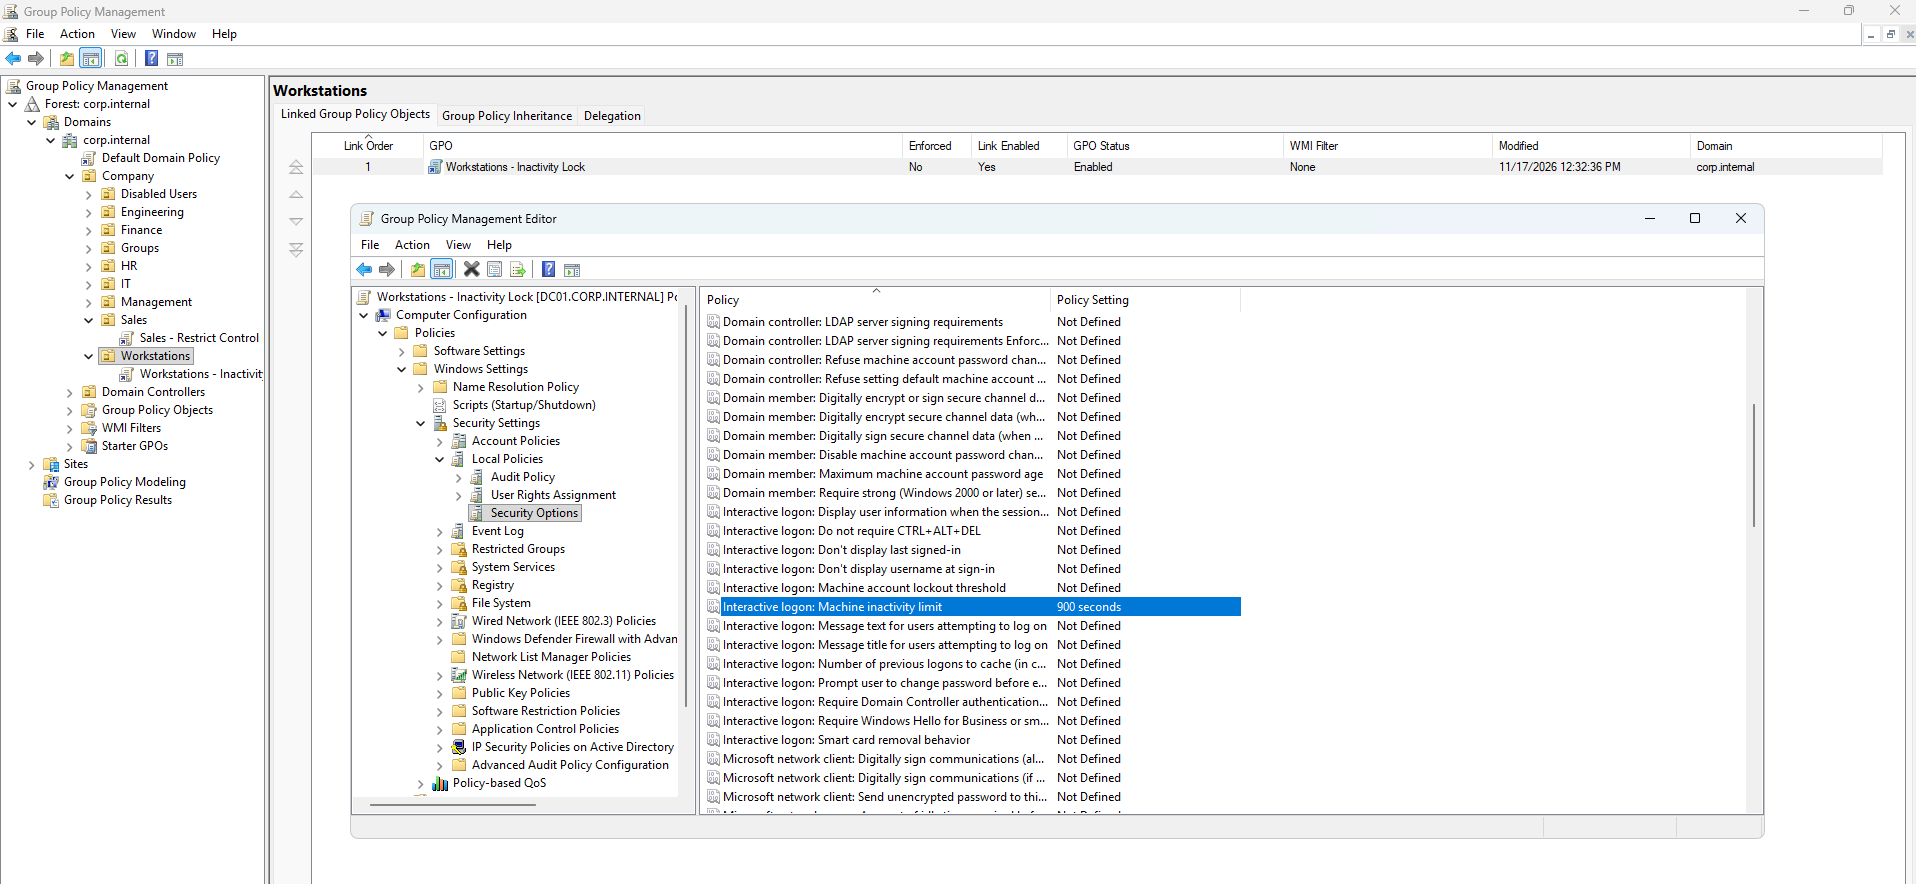 Group Policy Management
File Action View Window Help
Group Policy Management
Forest: corp.internal
Domains
corp.internal
Default Domain Policy
Company
Disabled Users
Engineering
Finance
Groups
HR
IT
Management
Sales
Sales - Restrict Control
Workstations
Workstations - Inactivity
Domain Controllers
Group Policy Objects
WMI Filters
Starter GPOs
Sites
Group Policy Modeling
Group Policy Results
Workstations
Linked Group Policy Objects Group Policy Inheritance Delegation
Link Order GPO Enforced Link Enabled GPO Status WMI Filter Modified Domain
1 Workstations - Inactivity Lock No Yes Enabled None 11/17/2026 12:32:36 PM corp.internal
Group Policy Management Editor
File Action View Help
Workstations - Inactivity Lock [DC01.CORP.INTERNAL] Po
Computer Configuration
Policies
Software Settings
Windows Settings
Name Resolution Policy
Scripts (Startup/Shutdown)
Security Settings
Account Policies
Local Policies
Audit Policy
User Rights Assignment
Security Options
Event Log
Restricted Groups
System Services
Registry
File System
Wired Network (IEEE 802.3) Policies
Windows Defender Firewall with Advan
Network List Manager Policies
Wireless Network (IEEE 802.11) Policies
Public Key Policies
Software Restriction Policies
Application Control Policies
IP Security Policies on Active Directory
Advanced Audit Policy Configuration
Policy-based QoS
Policy Policy Setting
Domain controller: LDAP server signing requirements Not Defined
Domain controller: LDAP server signing requirements Enforc... Not Defined
Domain controller: Refuse machine account password chan... Not Defined
Domain controller: Refuse setting default machine account ... Not Defined
Domain member: Digitally encrypt or sign secure channel d... Not Defined
Domain member: Digitally encrypt secure channel data (wh... Not Defined
Domain member: Digitally sign secure channel data (when ... Not Defined
Domain member: Disable machine account password chan... Not Defined
Domain member: Maximum machine account password age Not Defined
Domain member: Require strong (Windows 2000 or later) se... Not Defined
Interactive logon: Display user information when the session... Not Defined
Interactive logon: Do not require CTRL+ALT+DEL Not Defined
Interactive logon: Don't display last signed-in Not Defined
Interactive logon: Don't display username at sign-in Not Defined
Interactive logon: Machine account lockout threshold Not Defined
Interactive logon: Machine inactivity limit 900 seconds
Interactive logon: Message text for users attempting to log on Not Defined
Interactive logon: Message title for users attempting to log on Not Defined
Interactive logon: Number of previous logons to cache (in c... Not Defined
Interactive logon: Prompt user to change password before e... Not Defined
Interactive logon: Require Domain Controller authentication... Not Defined
Interactive logon: Require Windows Hello for Business or sm... Not Defined
Interactive logon: Smart card removal behavior Not Defined
Microsoft network client: Digitally sign communications (al... Not Defined
Microsoft network client: Digitally sign communications (if ... Not Defined
Microsoft network client: Send unencrypted password to thi... Not Defined